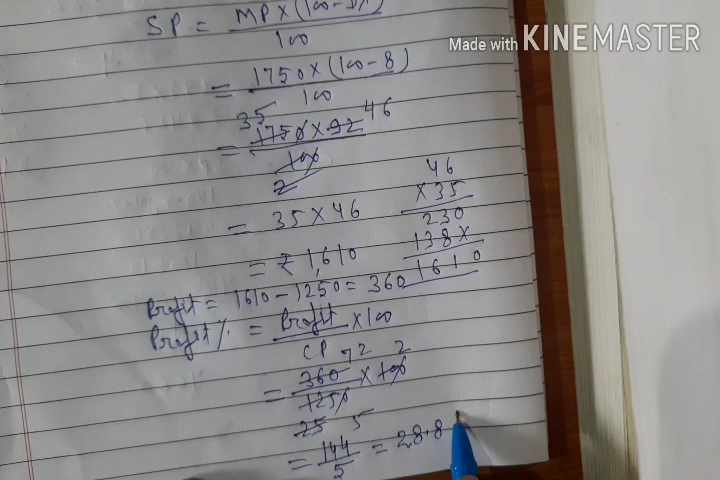 SP = MP × (100 - D%)
100
Made with KINEMASTER
= 1750 × (100 - 8)
100
35 46
= 1750 × 92
100
2
= 35 × 46
46
× 35
230
138×
1610
= ₹ 1,610
Profit = 1610 - 1250 = 360
Profit % = Profit × 100
CP
72 2
= 360 × 100
1250
25 5
= 144 = 28.8
5